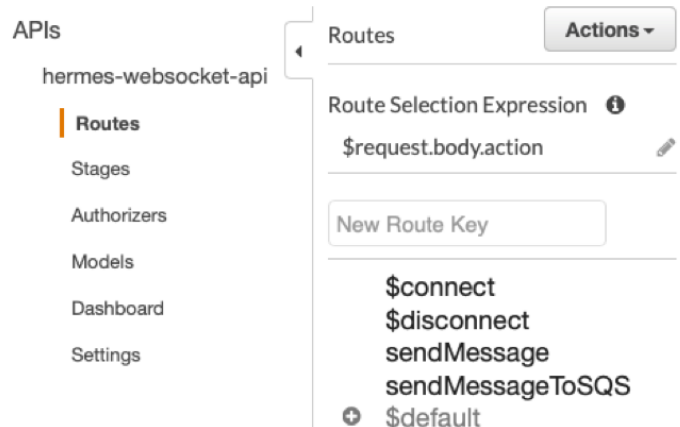 APIs
hermes-websocket-api
Routes
Stages
Authorizers
Models
Dashboard
Settings
Routes
Actions
Route Selection Expression
$request.body.action
New Route Key
$connect
$disconnect
sendMessage
sendMessageToSQS
$default